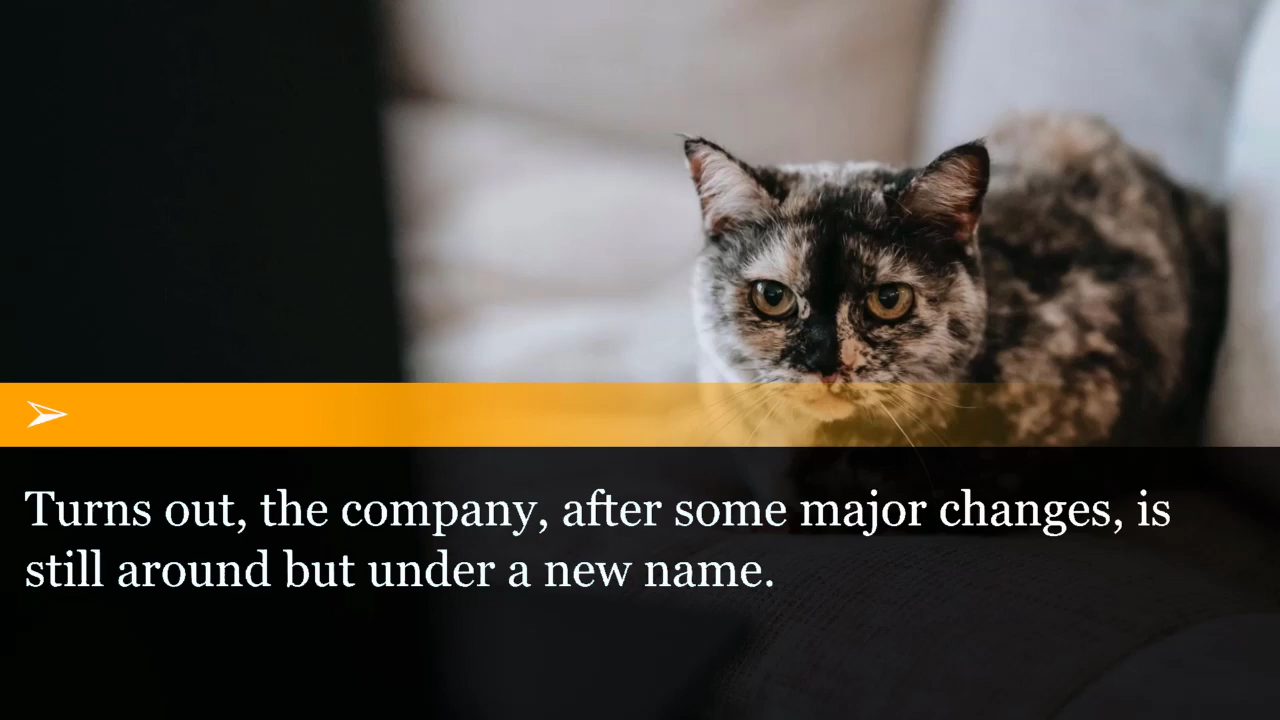 Turns out, the company, after some major changes, is
still around but under a new name.